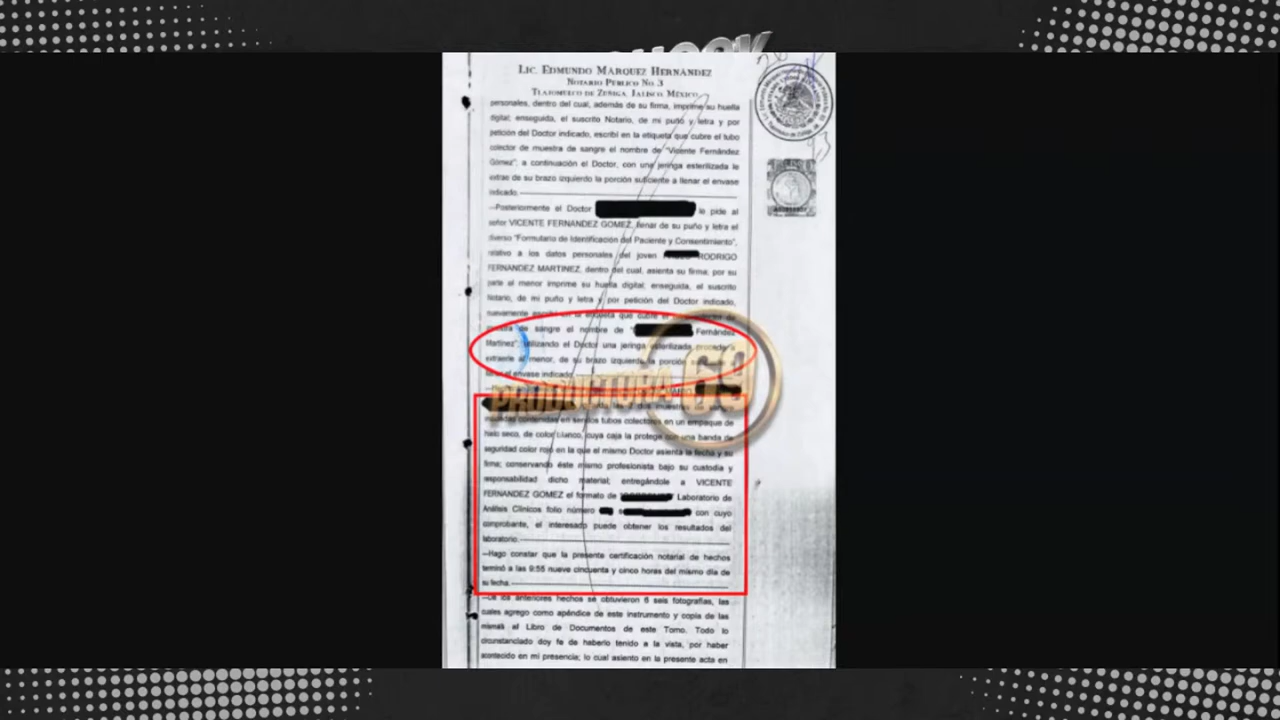 LIC. EDMUNDO MARQUEZ HERNANDEZ
NOTARIO PUBLICO No. 3
TLAJOMULCO DE ZUÑIGA, JALISCO, MÉXICO.
personales, dentro del cual, además de su firma, imprime su huella
digital; enseguida, el suscrito Notario, de mi puño y letra y por
petición del Doctor indicado, escribí en la etiqueta que cubre el tubo
colector de muestra de sangre el nombre de "Vicente Fernández
Gómez"; a continuación el Doctor, con una jeringa esterilizada le
extrae de su brazo izquierdo la porción suficiente a llenar el envase
indicado.
—Posteriormente el Doctor le pide al
señor VICENTE FERNANDEZ GOMEZ, llenar de su puño y letra el
diverso "Formulario de Identificación del Paciente y Consentimiento",
relativo a los datos personales del joven RODRIGO
FERNANDEZ MARTINEZ, dentro del cual, asienta su firma; por su
parte el menor imprime su huella digital; enseguida, el suscrito
Notario, de mi puño y letra y por petición del Doctor indicado,
nuevamente en la etiqueta que cubre el
de sangre el nombre de " Fernández
Martínez"; utilizando el Doctor una jeringa esterilizada
extraerle al menor, de su brazo izquierdo la porción
el envase indicado.
PRODUCTORA 69
las 2 dos muestras de
contenidas en sendos tubos colectores en un empaque de
hielo seco, de color blanco, cuya caja la protege con una banda de
seguridad color rojo en la que el mismo Doctor asienta la fecha y su
firma; conservando éste mismo profesionista bajo su custodia y
responsabilidad dicho material; entregándole a VICENTE
FERNANDEZ GOMEZ el formato de " Laboratorio de
Análisis Clínicos folio número con cuyo
comprobante, el interesado puede obtener los resultados del
laboratorio.
—Hago constar que la presente certificación notarial de hechos
terminó a las 9:55 nueve cincuenta y cinco horas del mismo día de
su fecha.
—De los anteriores hechos se obtuvieron 6 seis fotografías, las
cuales agrego como apéndice de este instrumento y copia de las
mismas al Libro de Documentos de este Tomo. Todo lo
circunstanciado doy fe de haberlo tenido a la vista, por haber
acontecido en mi presencia; lo cual asiento en la presente acta en